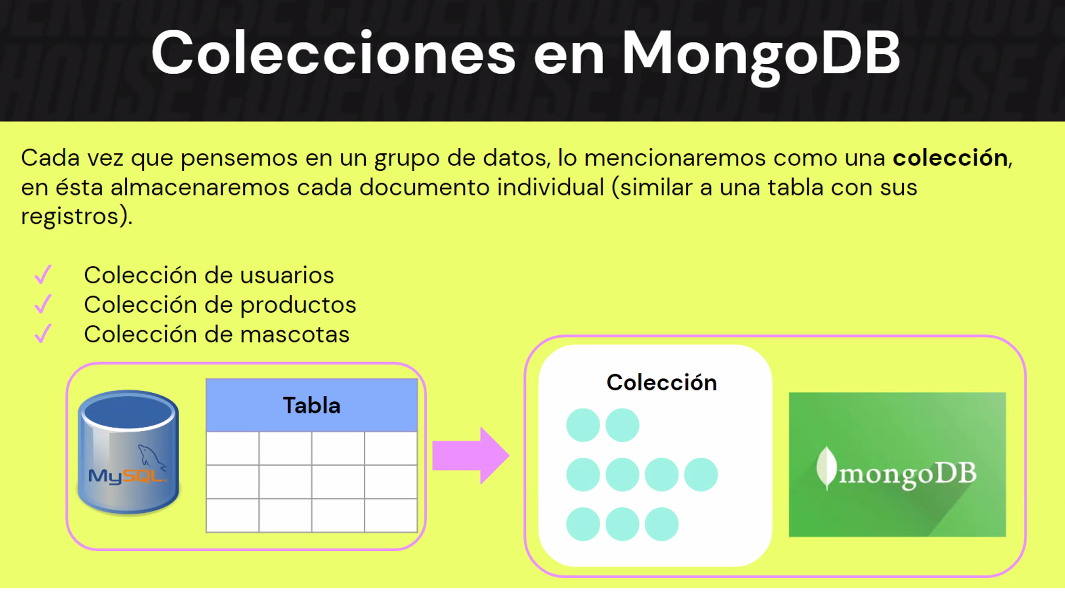 Colecciones en MongoDB
Cada vez que pensemos en un grupo de datos, lo mencionaremos como una colección,
en ésta almacenaremos cada documento individual (similar a una tabla con sus
registros).
✓ Colección de usuarios
✓ Colección de productos
✓ Colección de mascotas
Tabla
MySQL
Colección
mongoDB